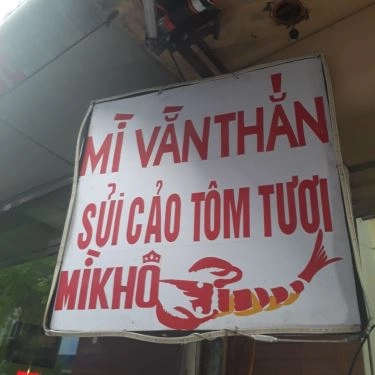 MÌ VẰN THẮN
SỦI CẢO TÔM TƯƠI
MÌ KHÔ